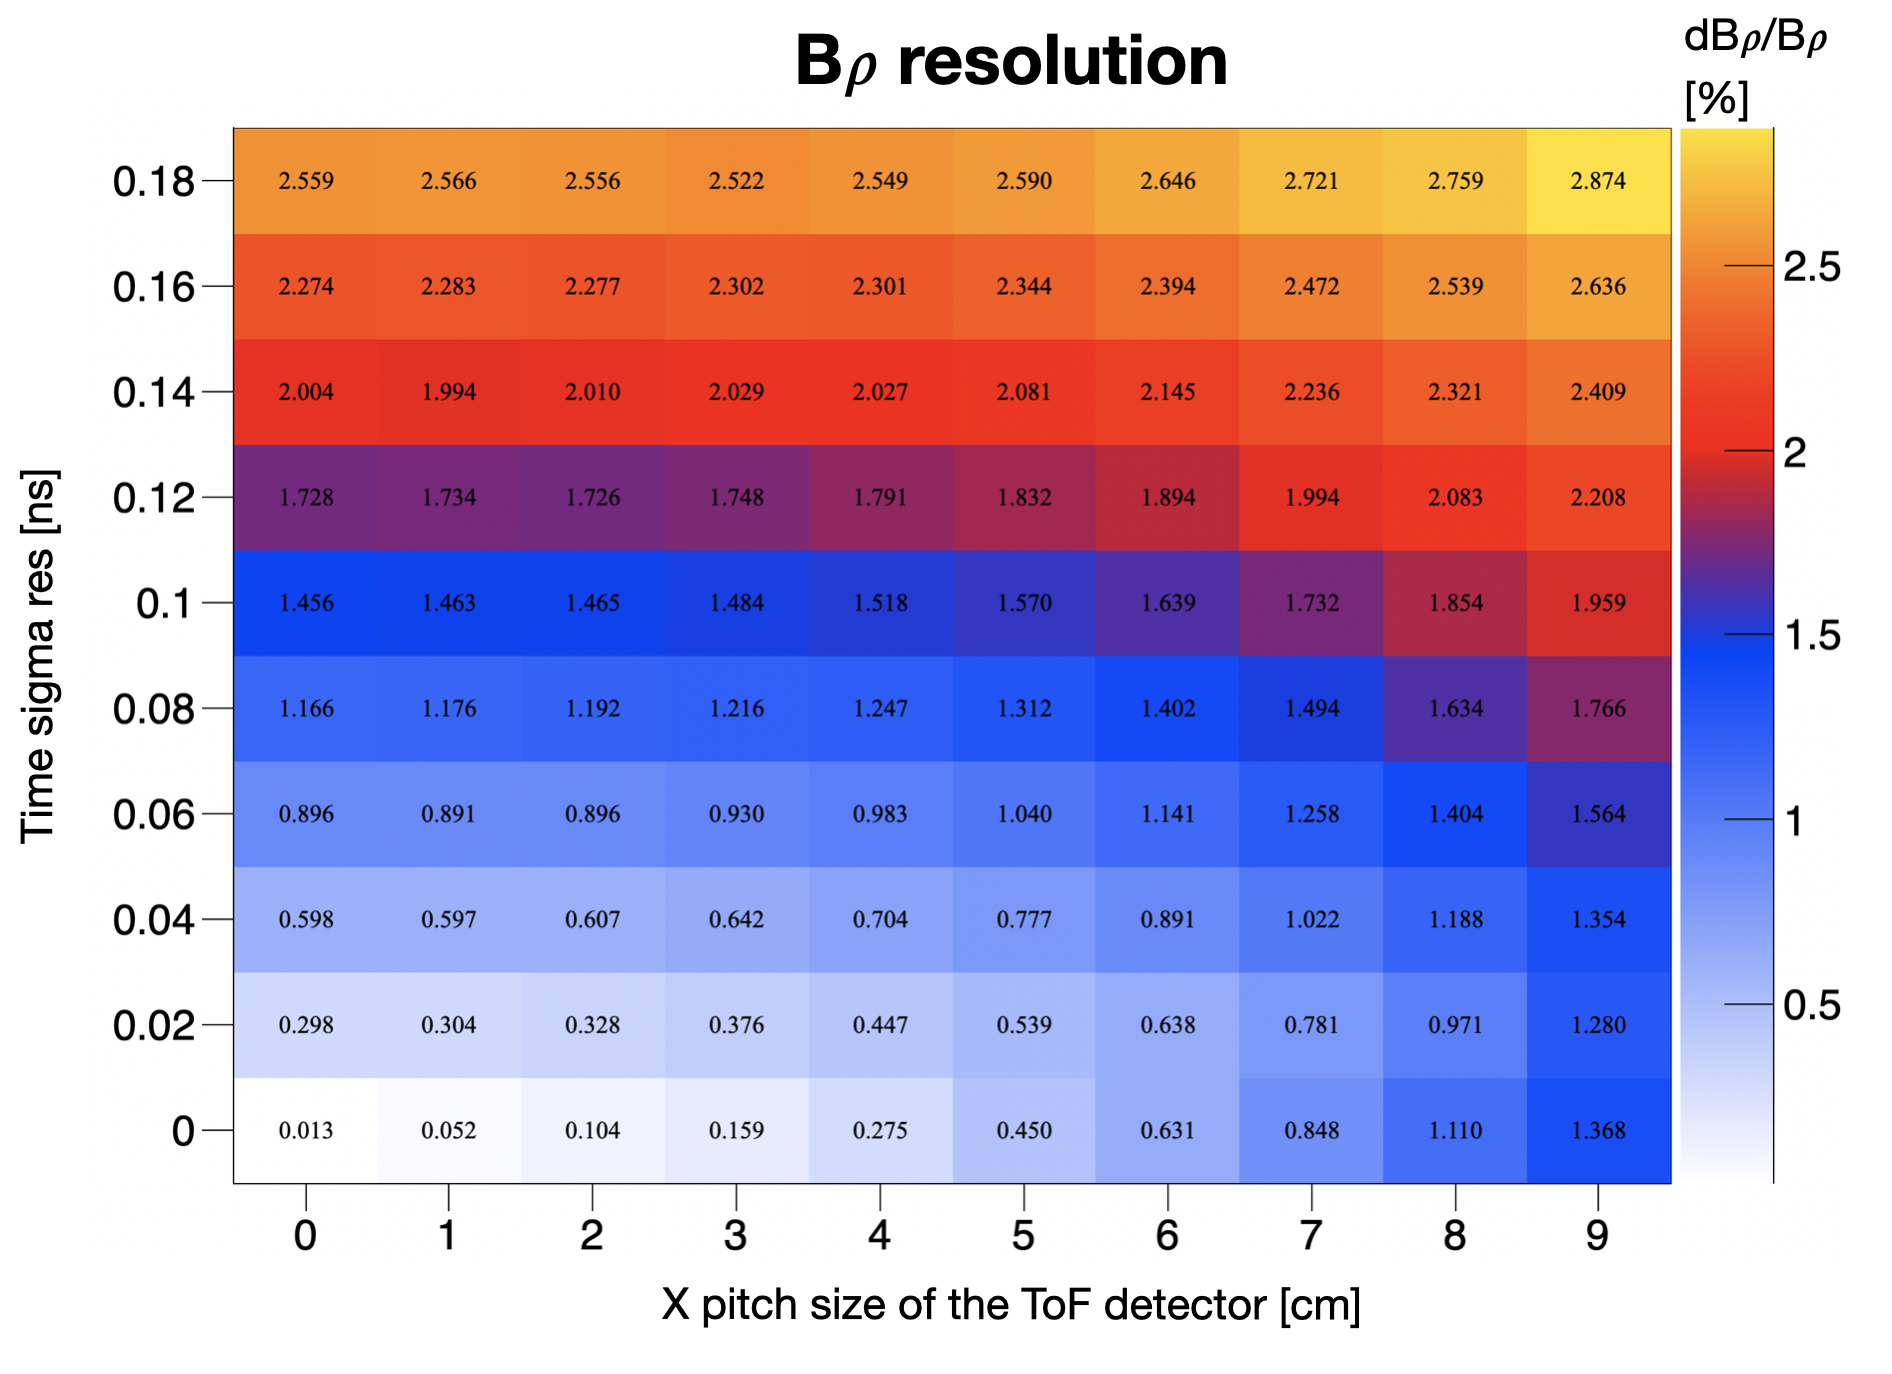 Bρ resolution
dBρ/Bρ
[%]
0.18 2.559 2.566 2.556 2.522 2.549 2.590 2.646 2.721 2.759 2.874
2.5
0.16 2.274 2.283 2.277 2.302 2.301 2.344 2.394 2.472 2.539 2.636
0.14 2.004 1.994 2.010 2.029 2.027 2.081 2.145 2.236 2.321 2.409
2
0.12 1.728 1.734 1.726 1.748 1.791 1.832 1.894 1.994 2.083 2.208
0.1 1.456 1.463 1.465 1.484 1.518 1.570 1.639 1.732 1.854 1.959
1.5
0.08 1.166 1.176 1.192 1.216 1.247 1.312 1.402 1.494 1.634 1.766
0.06 0.896 0.891 0.896 0.930 0.983 1.040 1.141 1.258 1.404 1.564
1
0.04 0.598 0.597 0.607 0.642 0.704 0.777 0.891 1.022 1.188 1.354
0.02 0.298 0.304 0.328 0.376 0.447 0.539 0.638 0.781 0.971 1.280
0.5
0 0.013 0.052 0.104 0.159 0.275 0.450 0.631 0.848 1.110 1.368
0 1 2 3 4 5 6 7 8 9
X pitch size of the ToF detector [cm]
Time sigma res [ns]